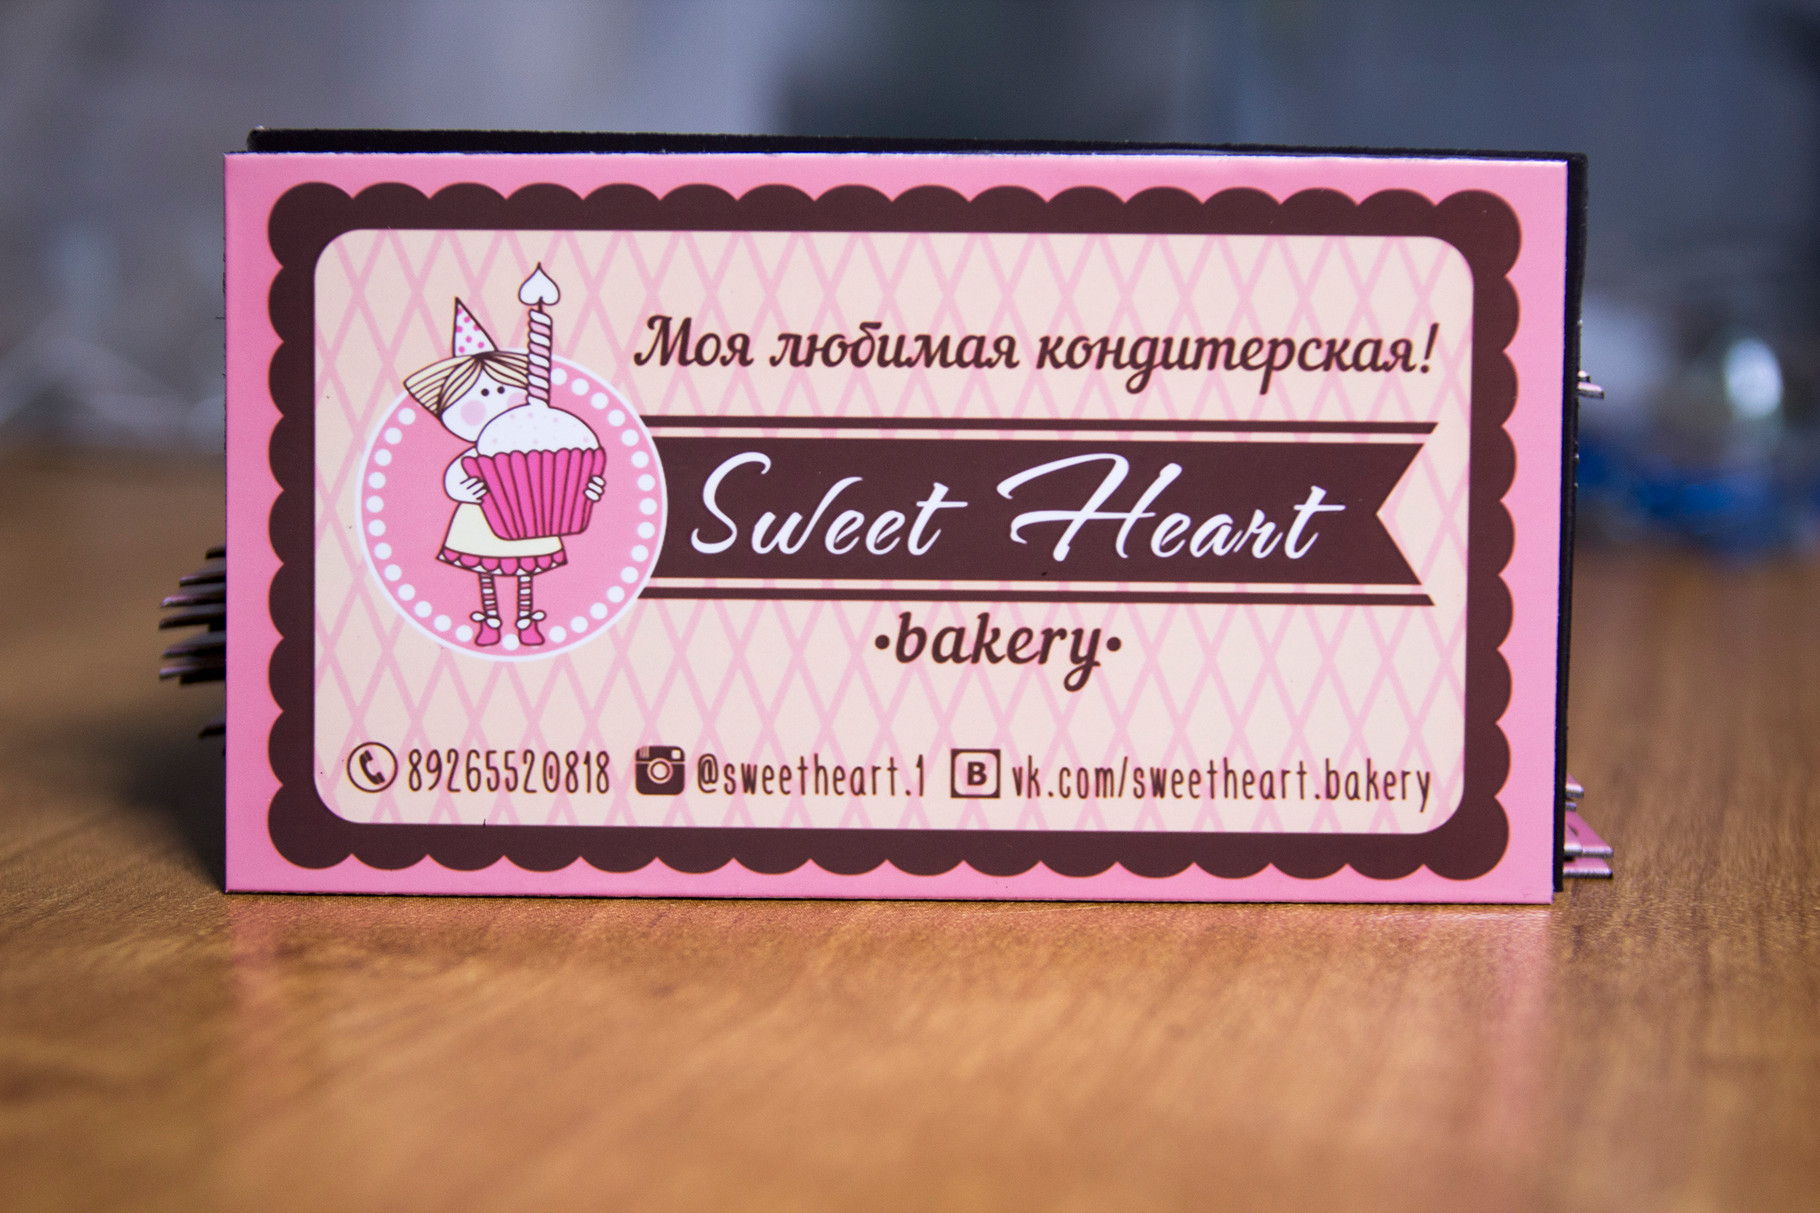 Моя любимая кондитерская!
Sweet Heart
•bakery•
89265520818 @sweetheart.1 B vk.com/sweetheart.bakery